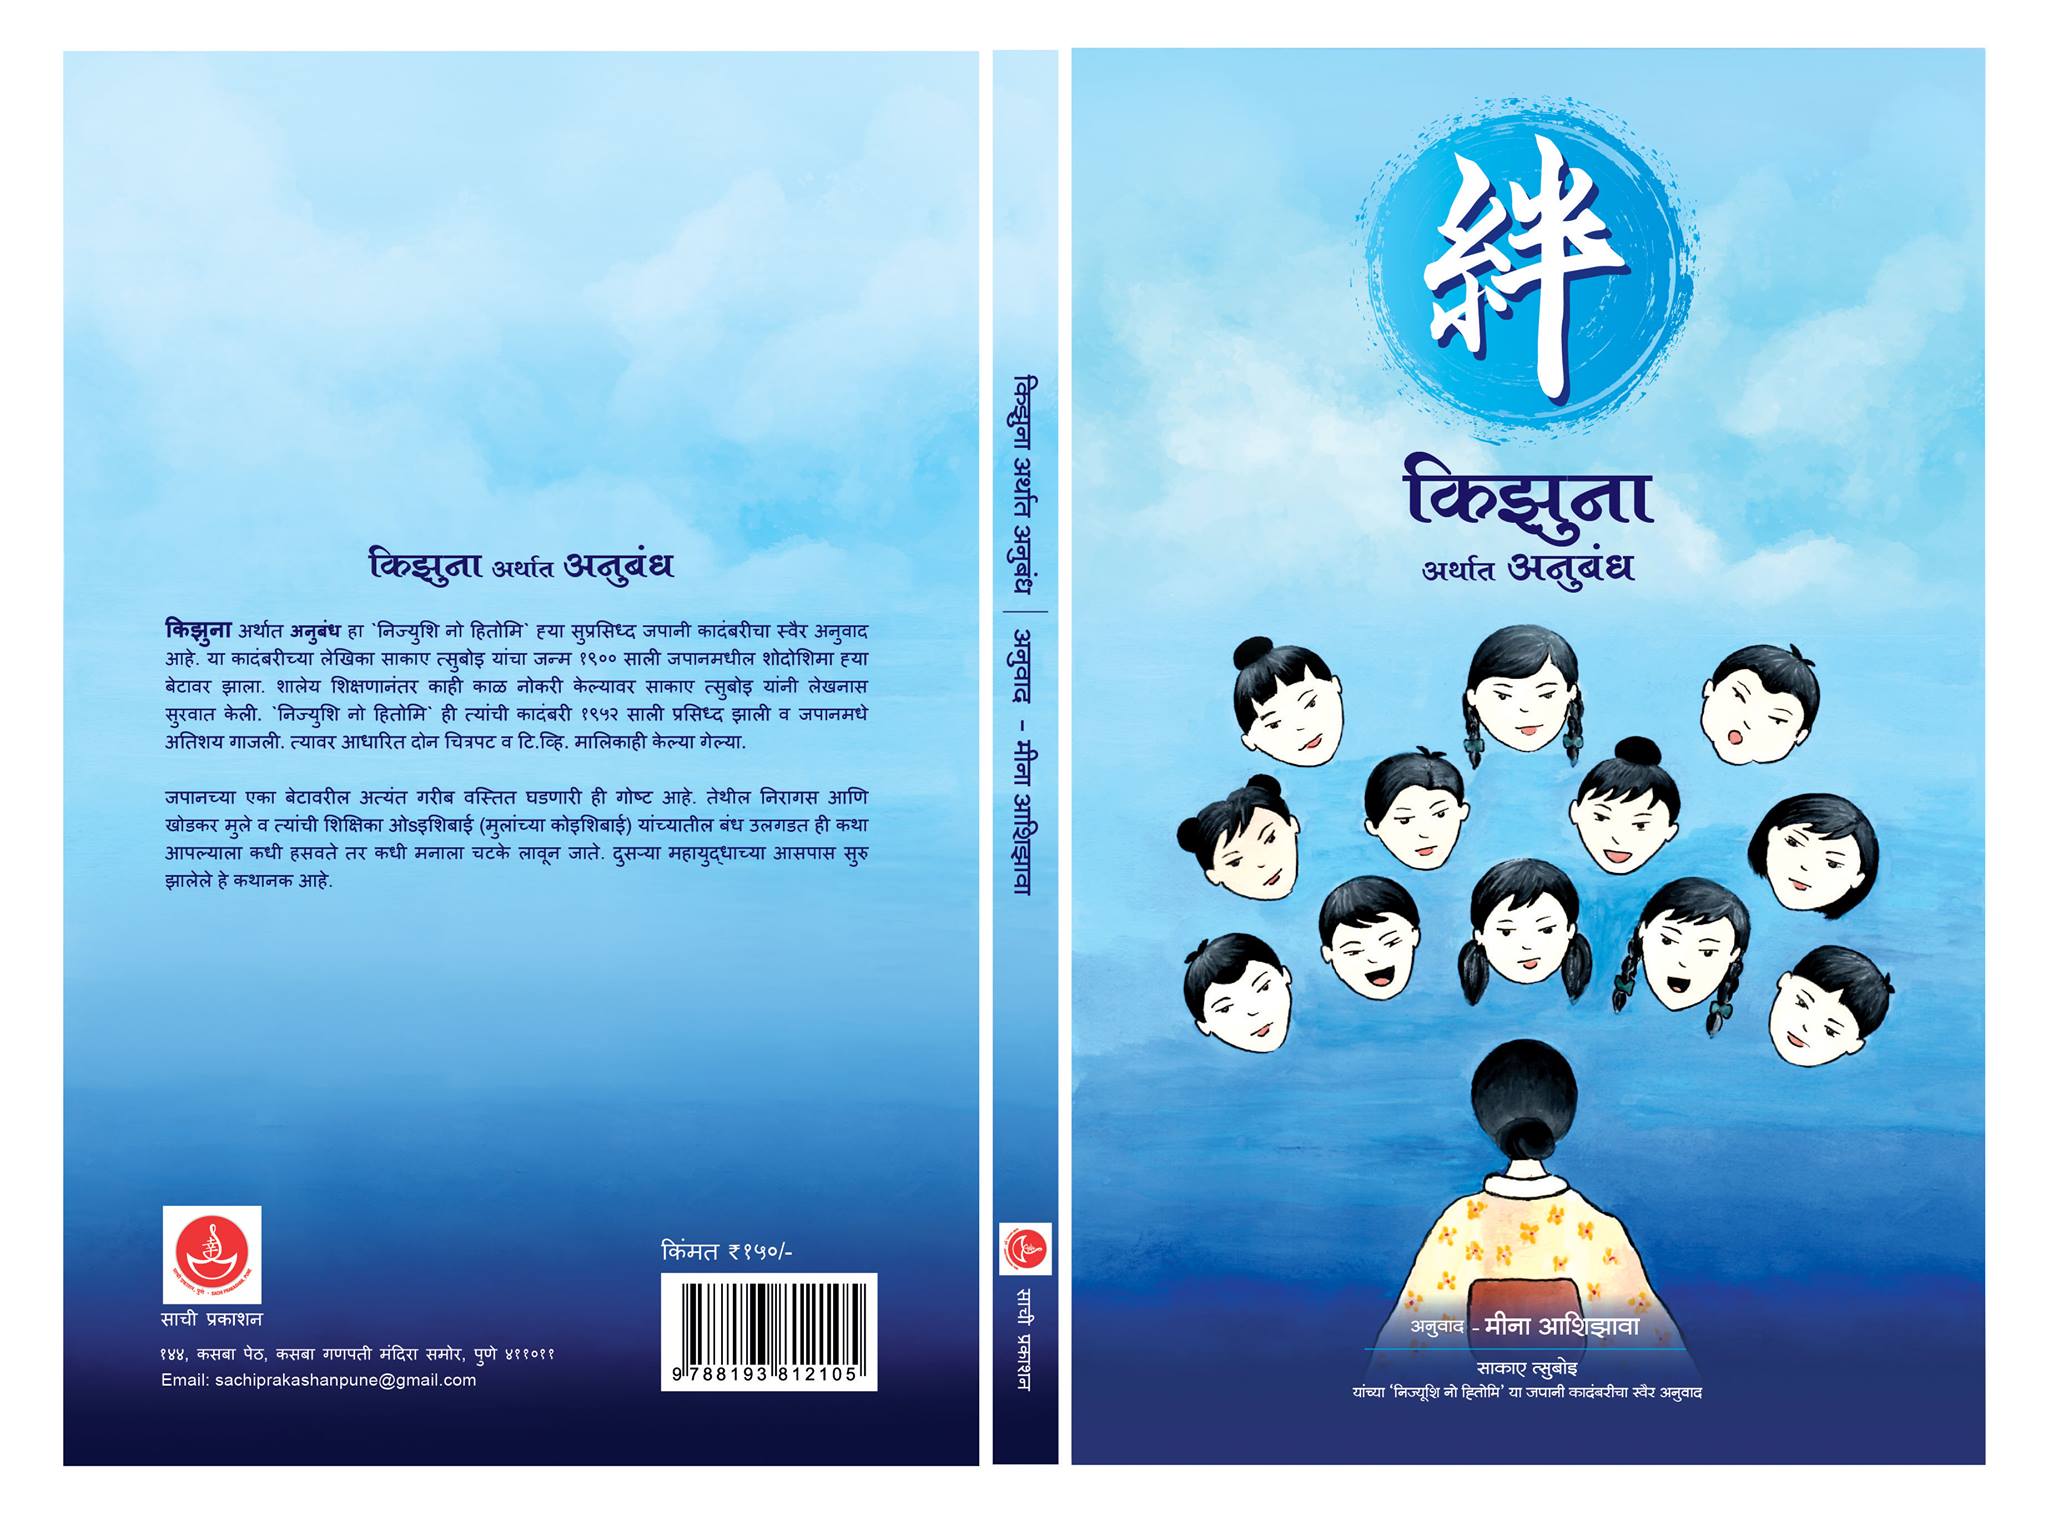 किझुना अर्थात अनुबंध
किझुना अर्थात अनुबंध हा `निज्युशि नो हितोमि` ह्या सुप्रसिध्द जपानी कादंबरीचा स्वैर अनुवाद
आहे. या कादंबरीच्या लेखिका साकाए त्सुबोइ यांचा जन्म १९०० साली जपानमधील शोदोशिमा ह्या
बेटावर झाला. शालेय शिक्षणानंतर काही काळ नोकरी केल्यावर साकाए त्सुबोइ यांनी लेखनास
सुरवात केली. `निज्युशि नो हितोमि` ही त्यांची कादंबरी १९५२ साली प्रसिध्द झाली व जपानमधे
अतिशय गाजली. त्यावर आधारित दोन चित्रपट व टि.व्हि. मालिकाही केल्या गेल्या.
जपानच्या एका बेटावरील अत्यंत गरीब वस्तित घडणारी ही गोष्ट आहे. तेथील निरागस आणि
खोडकर मुले व त्यांची शिक्षिका ओऽइशिबाई (मुलांच्या कोइशिबाई) यांच्यातील बंध उलगडत ही कथा
आपल्याला कधी हसवते तर कधी मनाला चटके लावून जाते. दुसऱ्या महायुद्धाच्या आसपास सुरु
झालेले हे कथानक आहे.
साची प्रकाशन
१४४, कसबा पेठ, कसबा गणपती मंदिरा समोर, पुणे ४११०११
Email: sachiprakashanpune@gmail.com
किंमत ₹१५०/-
9 788193 812105
किझुना अर्थात अनुबंध | अनुवाद - मीना आशिझावा
साची प्रकाशन
絆
किझुना
अर्थात अनुबंध
अनुवाद - मीना आशिझावा
साकाए त्सुबोइ
यांच्या ‘निज्यूशि नो हितोमि’ या जपानी कादंबरीचा स्वैर अनुवाद